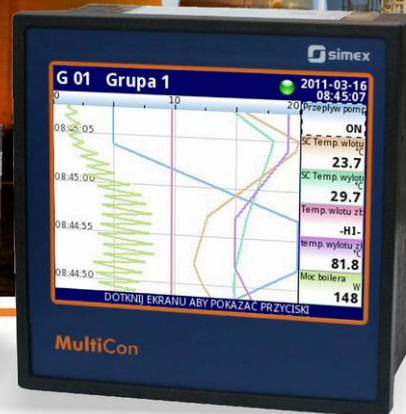 simex
G 01 Grupa 1
2011-03-16
08:45:07
0 10 20
Przepływ pomp
ON
08:45:05
SC Temp. wlotu
°C
23.7
08:45:00
SC Temp. wylotu
°C
29.7
Temp. wlotu zb
-HI-
08:44:55
temp. wylotu zb
°C
81.8
08:44:50
Moc boilera
W
148
DOTKNIJ EKRANU ABY POKAZAĆ PRZYCISKI
MultiCon